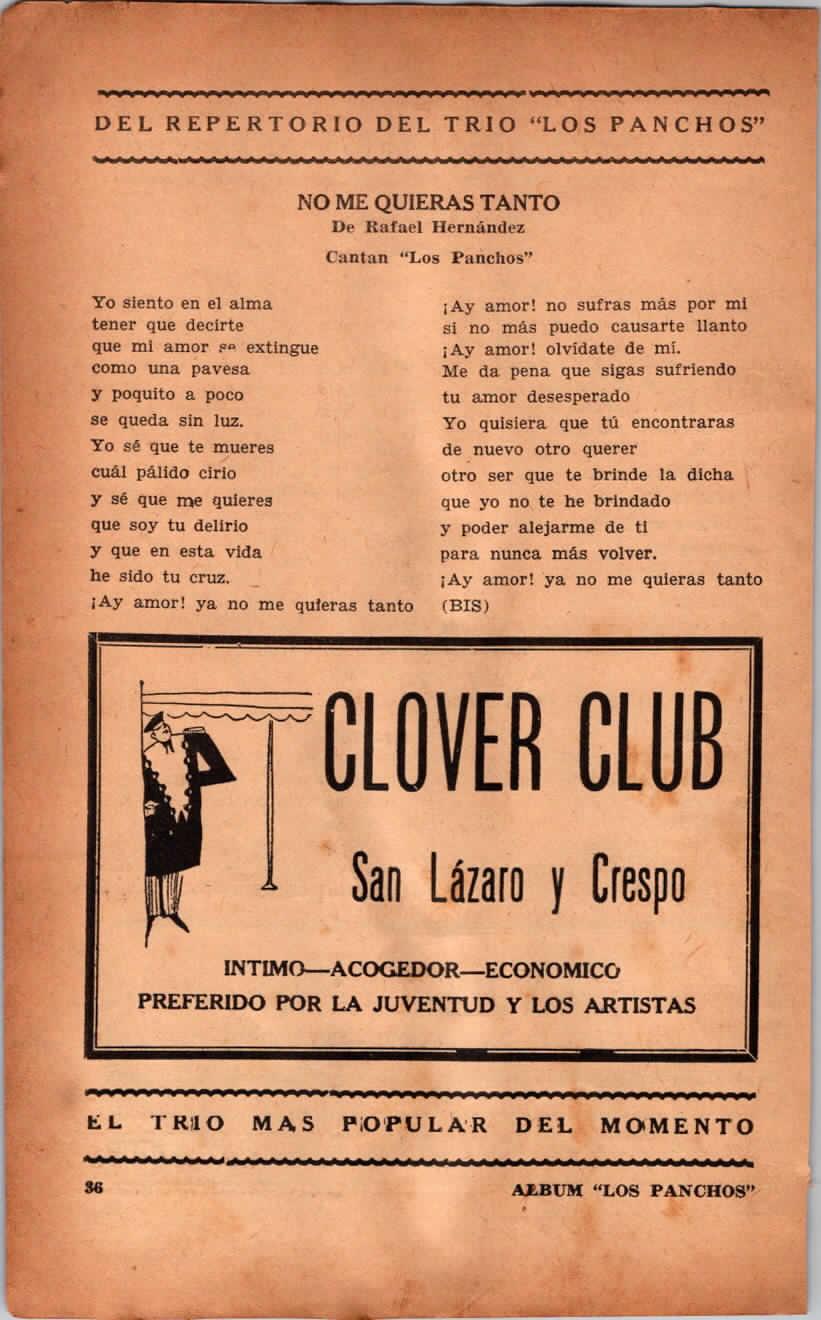 DEL REPERTORIO DEL TRIO “LOS PANCHOS”
NO ME QUIERAS TANTO
De Rafael Hernández
Cantan “Los Panchos”
Yo siento en el alma
tener que decirte
que mi amor se extingue
como una pavesa
y poquito a poco
se queda sin luz.
Yo sé que te mueres
cuál pálido cirio
y sé que me quieres
que soy tu delirio
y que en esta vida
he sido tu cruz.
¡Ay amor! ya no me quieras tanto
¡Ay amor! no sufras más por mi
si no más puedo causarte llanto
¡Ay amor! olvídate de mí.
Me da pena que sigas sufriendo
tu amor desesperado
Yo quisiera que tú encontraras
de nuevo otro querer
otro ser que te brinde la dicha
que yo no te he brindado
y poder alejarme de ti
para nunca más volver.
¡Ay amor! ya no me quieras tanto
(BIS)
CLOVER CLUB
San Lázaro y Crespo
INTIMO—ACOGEDOR—ECONOMICO
PREFERIDO POR LA JUVENTUD Y LOS ARTISTAS
EL TRIO MAS POPULAR DEL MOMENTO
36
ALBUM “LOS PANCHOS”